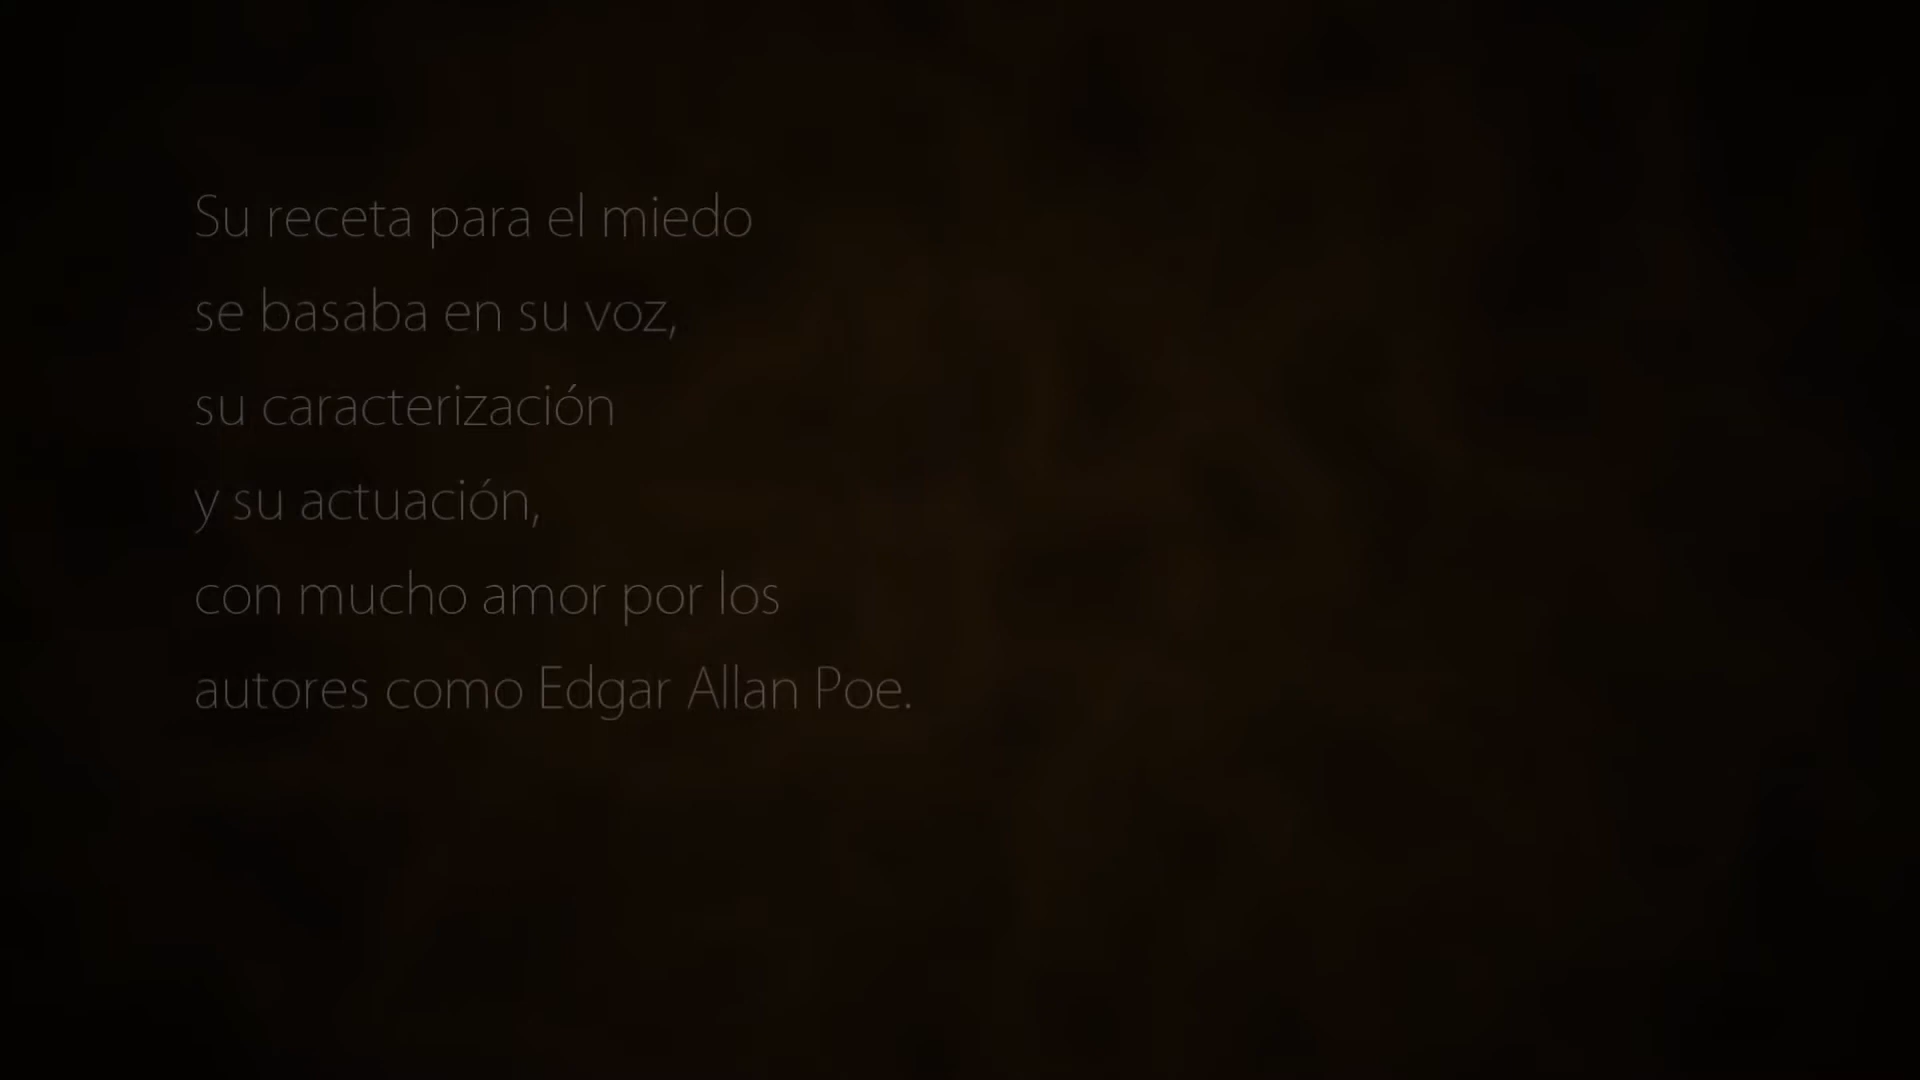 Su receta para el miedo
se basaba en su voz,
su caracterización
y su actuación,
con mucho amor por los
autores como Edgar Allan Poe.